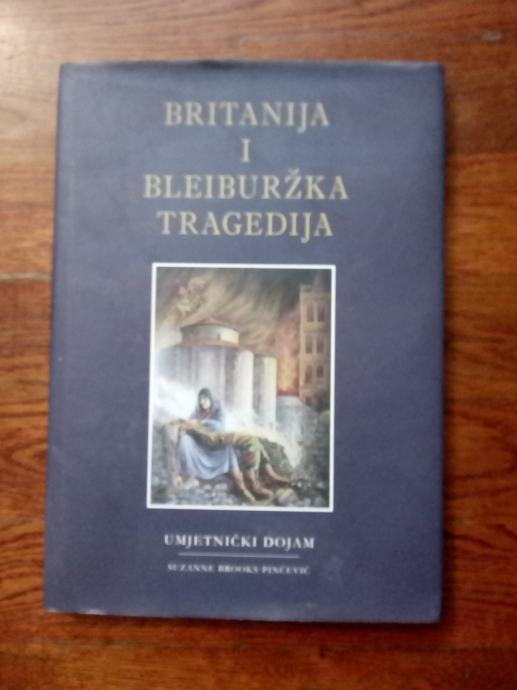 BRITANIJA
I
BLEIBURŽKA
TRAGEDIJA
UMJETNIČKI DOJAM
SUZANNE BROOKS-PINČEVIĆ